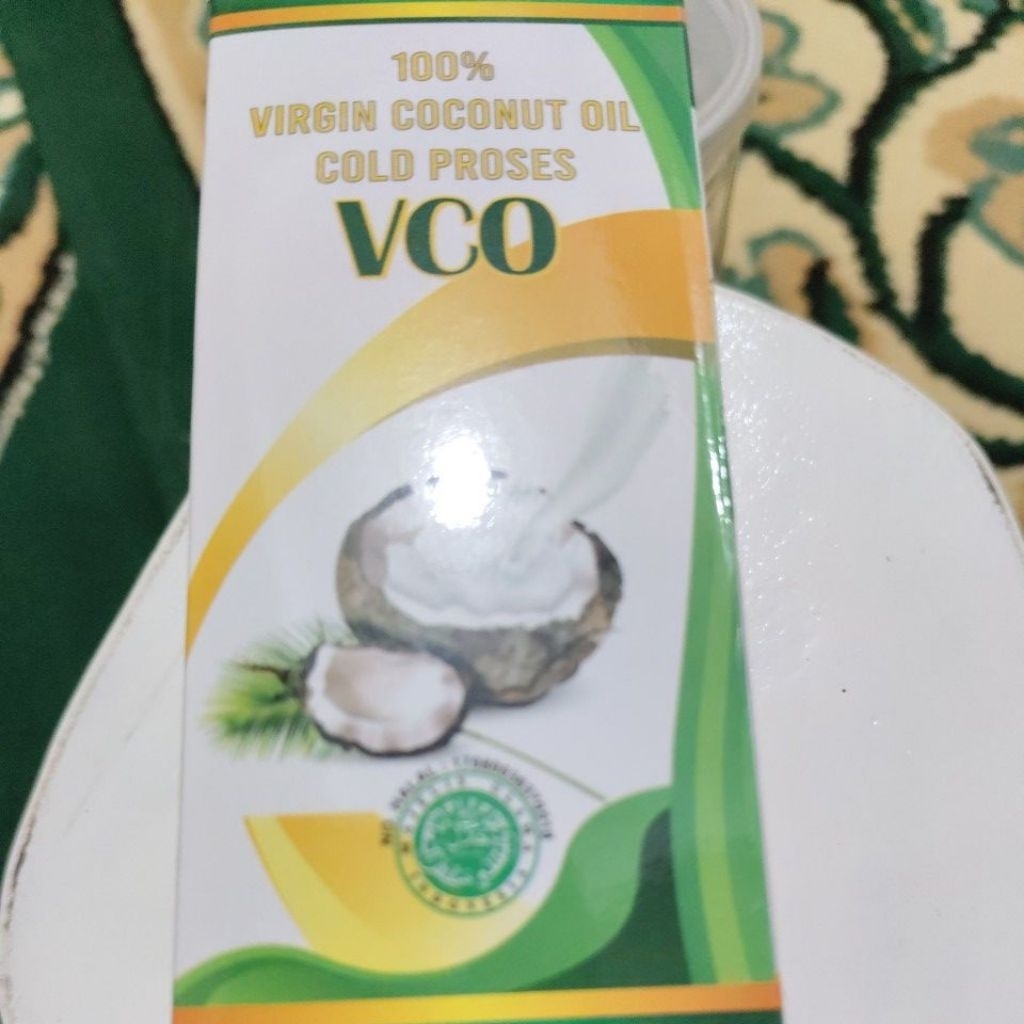 100%
VIRGIN COCONUT OIL
COLD PROSES
VCO